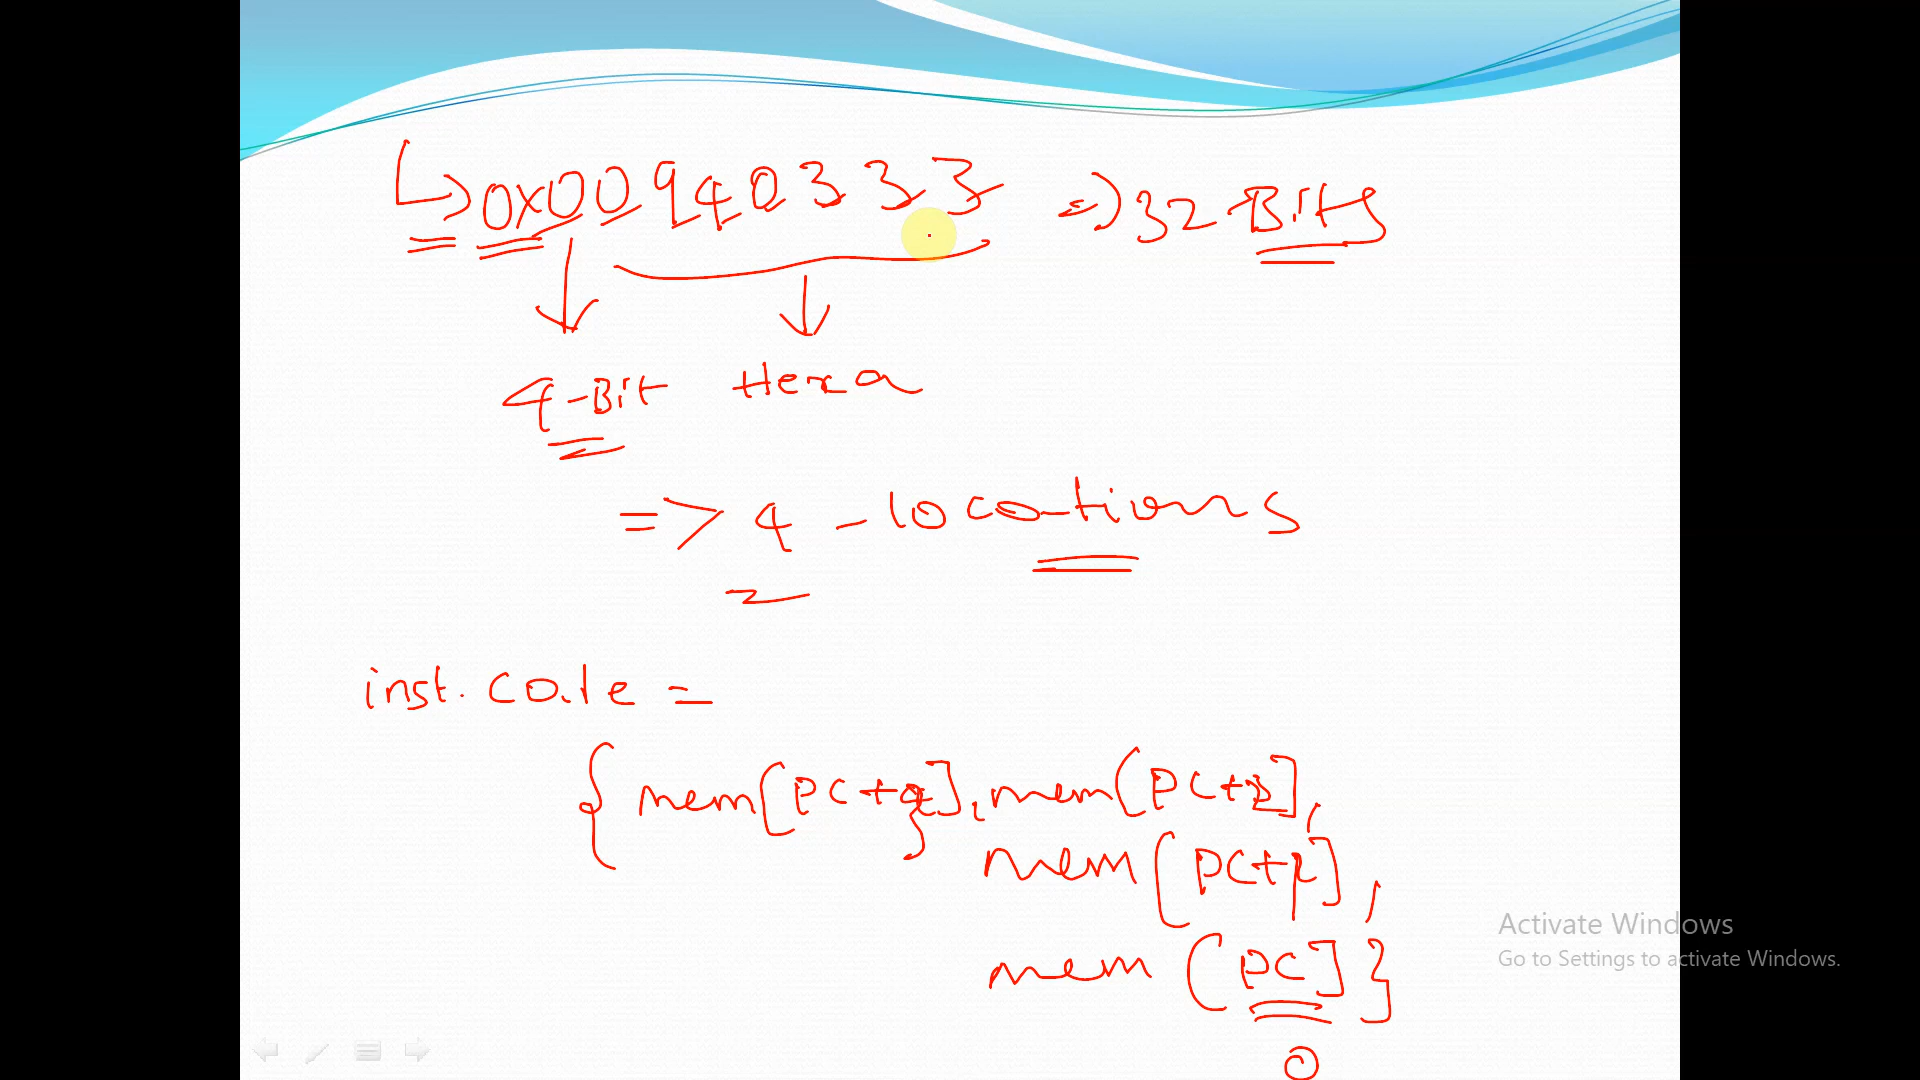 0x00940333 => 32-Bits
4-Bit Hexa
=> 4-locations
inst. code =
{mem[PC+ ], mem[PC+2],
mem[PC+1],
mem[PC]}
0
Activate Windows
Go to Settings to activate Windows.